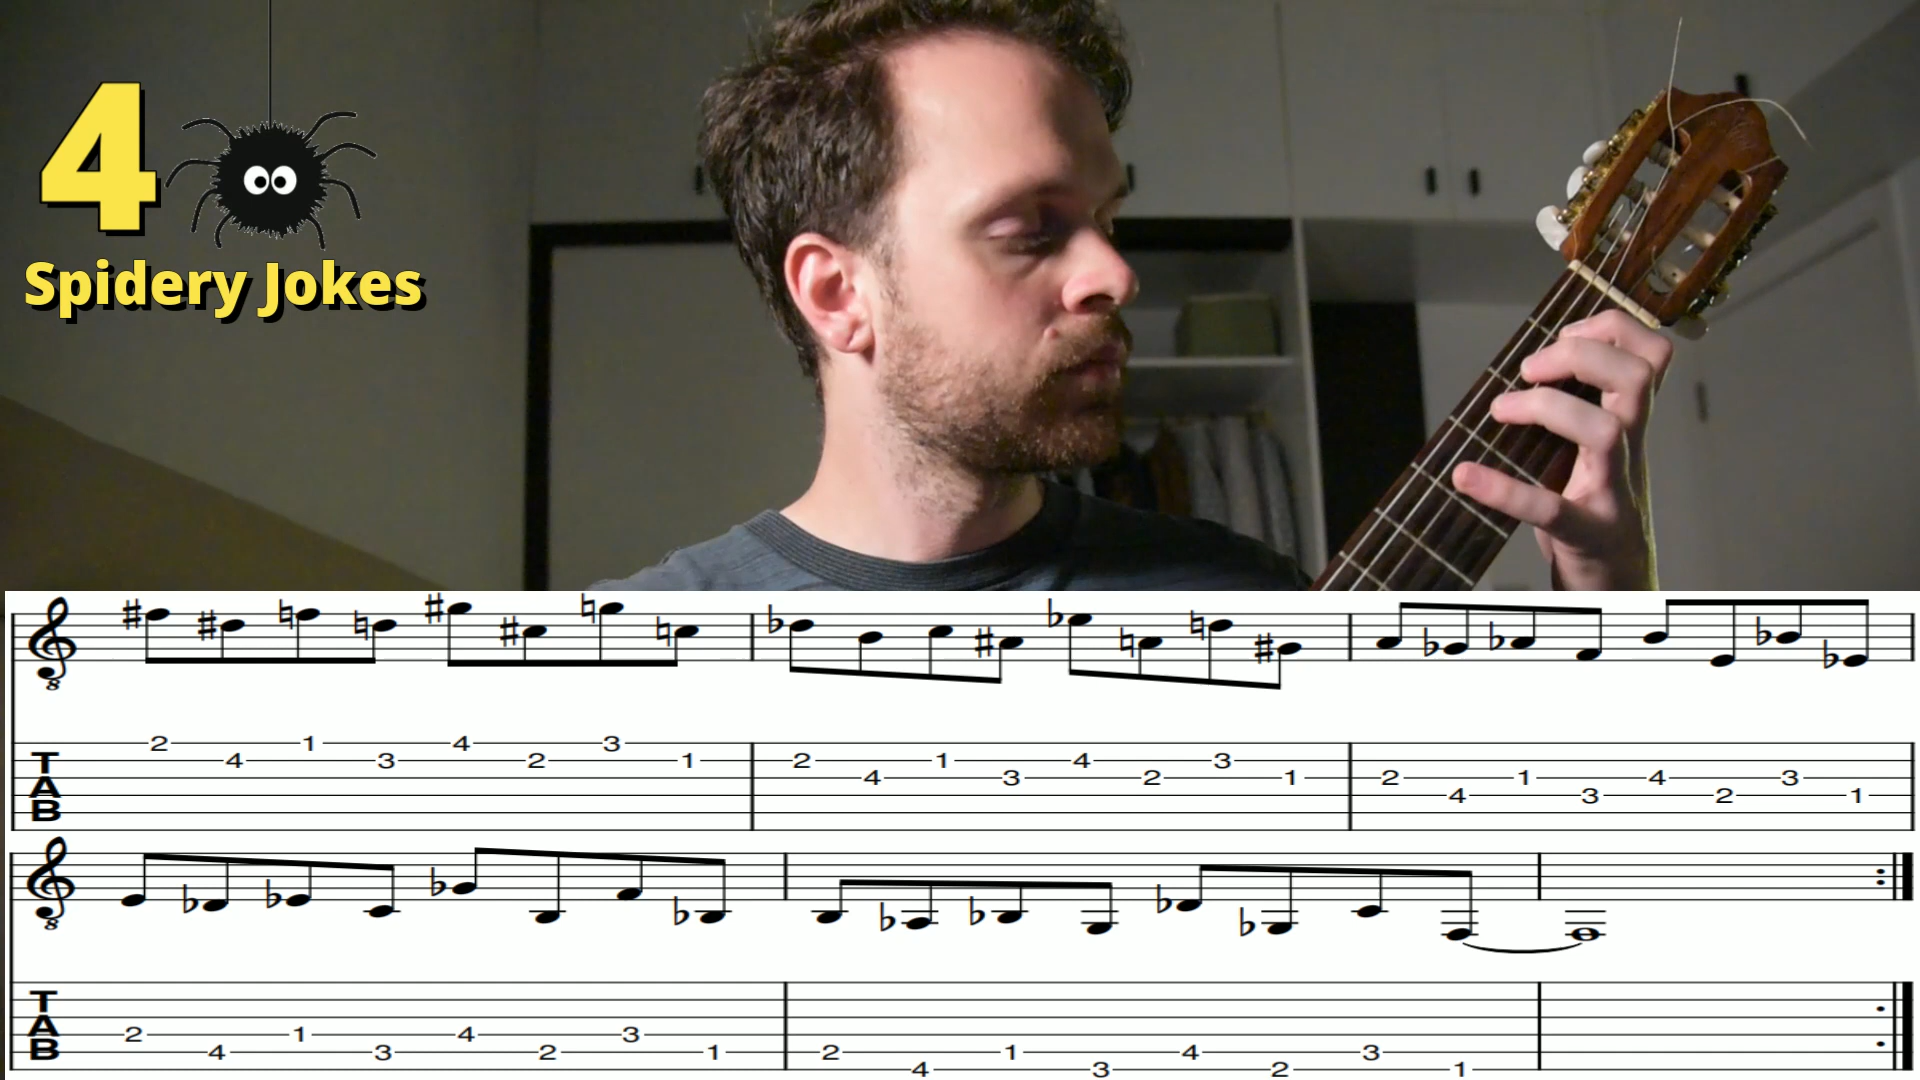 4
Spidery Jokes
8
T A B
2 4 1 3 4 2 3 1 2 4 1 3 4 2 3 1 2 4 1 3 4 2 3 1
8
T A B
2 4 1 3 4 2 3 1 2 4 1 3 4 2 3 1